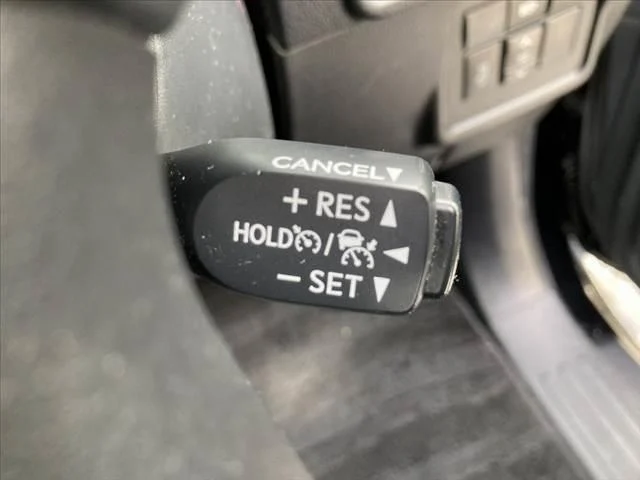 CANCEL▼
+ RES ▲
HOLD / ◀
− SET ▼